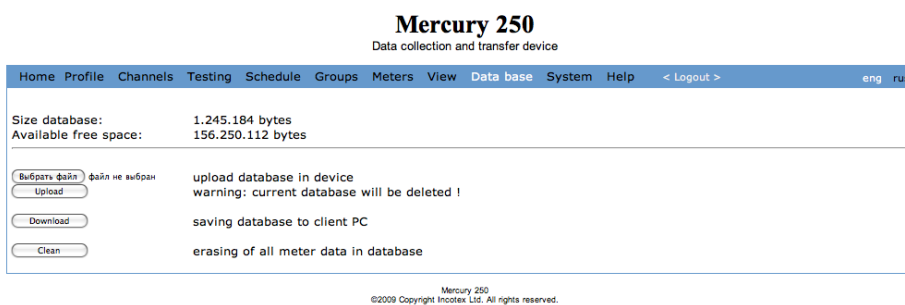 Mercury 250
Data collection and transfer device
Home Profile Channels Testing Schedule Groups Meters View Data base System Help < Logout > eng rus
Size database: 1.245.184 bytes
Available free space: 156.250.112 bytes
Выбрать файл файл не выбран upload database in device
Upload warning: current database will be deleted !
Download saving database to client PC
Clean erasing of all meter data in database
Mercury 250
©2009 Copyright Incotex Ltd. All rights reserved.